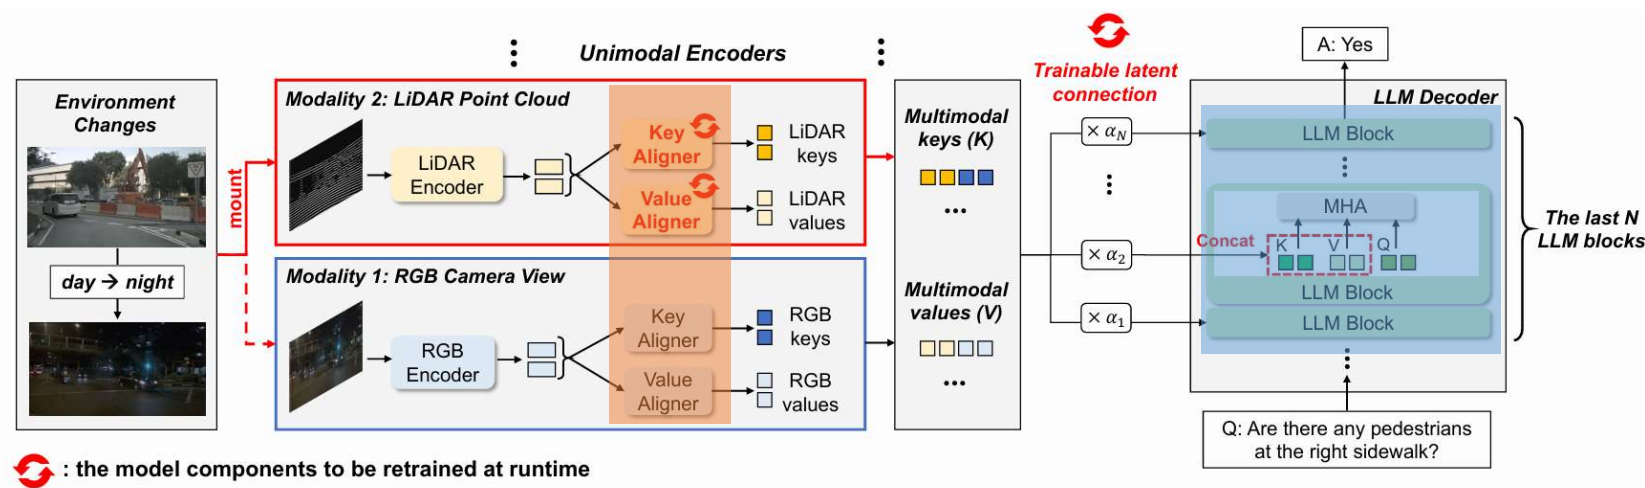 Environment
Changes
day → night
mount
Unimodal Encoders
Modality 2: LiDAR Point Cloud
LiDAR
Encoder
Key
Aligner
Value
Aligner
LiDAR
keys
LiDAR
values
Modality 1: RGB Camera View
RGB
Encoder
Key
Aligner
Value
Aligner
RGB
keys
RGB
values
Multimodal
keys (K)
...
Multimodal
values (V)
...
Trainable latent
connection
× α_N
× α_2
× α_1
A: Yes
LLM Decoder
LLM Block
MHA
Concat
K V Q
LLM Block
LLM Block
The last N
LLM blocks
Q: Are there any pedestrians
at the right sidewalk?
: the model components to be retrained at runtime